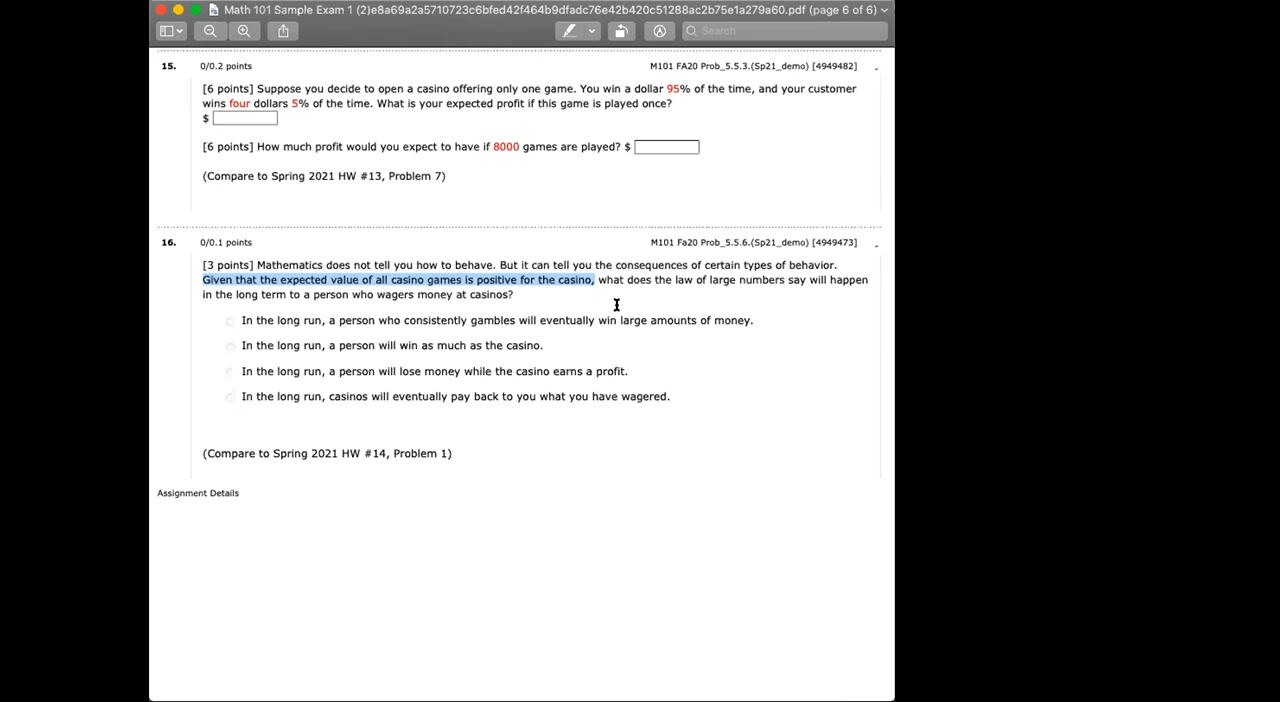 Math 101 Sample Exam 1 (2)e8a69a2a5710723c6bfed42f464b9dfadc76e42b420c51288ac2b75e1a279a60.pdf (page 6 of 6)
Search
15. 0/0.2 points M101 FA20 Prob_5.5.3.(Sp21_demo) [4949482]
[6 points] Suppose you decide to open a casino offering only one game. You win a dollar 95% of the time, and your customer
wins four dollars 5% of the time. What is your expected profit if this game is played once?
$
[6 points] How much profit would you expect to have if 8000 games are played? $
(Compare to Spring 2021 HW #13, Problem 7)
16. 0/0.1 points M101 Fa20 Prob_5.5.6.(Sp21_demo) [4949473]
[3 points] Mathematics does not tell you how to behave. But it can tell you the consequences of certain types of behavior.
Given that the expected value of all casino games is positive for the casino, what does the law of large numbers say will happen
in the long term to a person who wagers money at casinos?
In the long run, a person who consistently gambles will eventually win large amounts of money.
In the long run, a person will win as much as the casino.
In the long run, a person will lose money while the casino earns a profit.
In the long run, casinos will eventually pay back to you what you have wagered.
(Compare to Spring 2021 HW #14, Problem 1)
Assignment Details